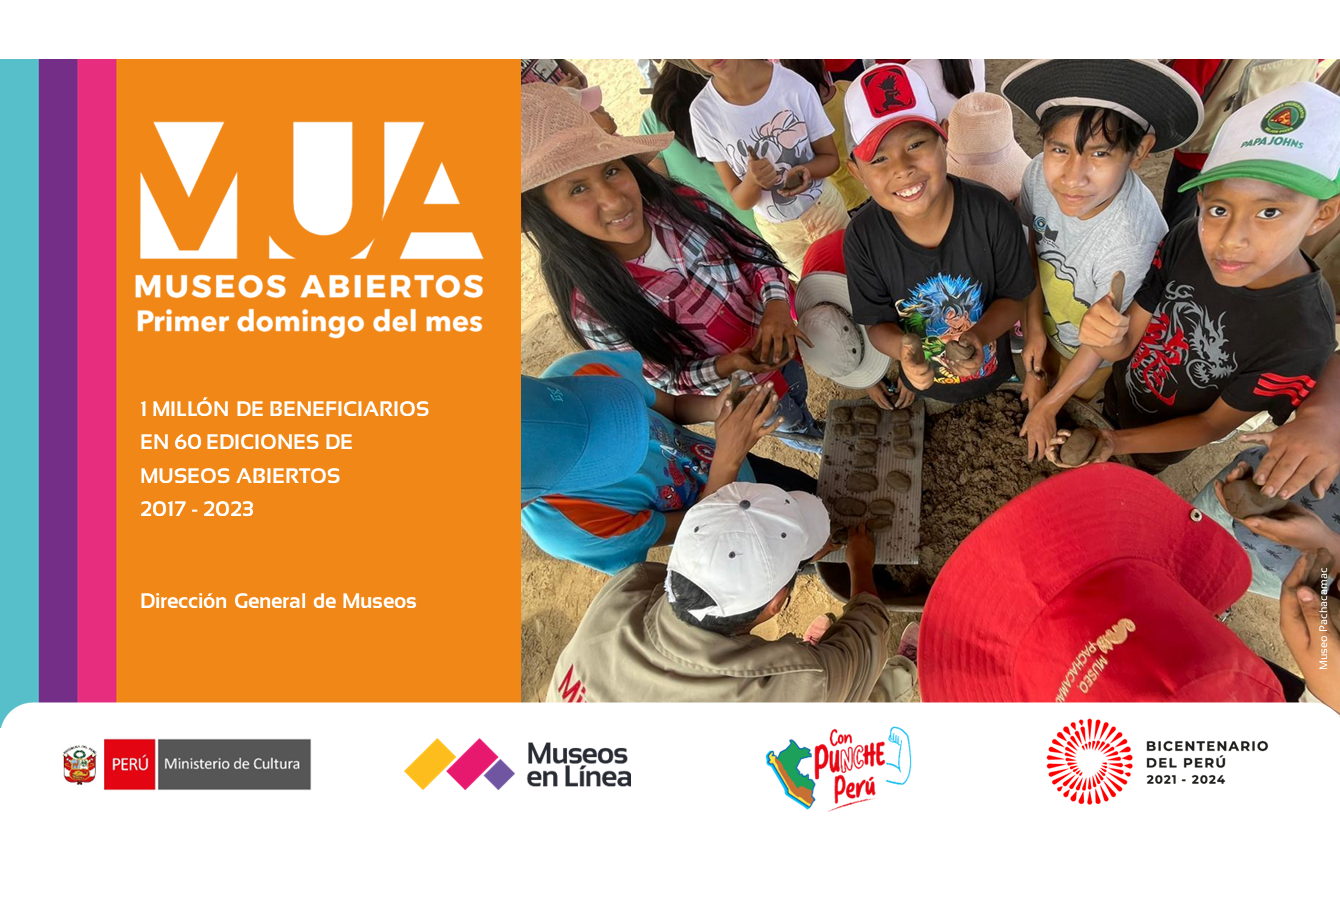 MUA
MUSEOS ABIERTOS
Primer domingo del mes
1 MILLÓN DE BENEFICIARIOS
EN 60 EDICIONES DE
MUSEOS ABIERTOS
2017 - 2023
Dirección General de Museos
PAPA JOHNS
MUSEO
PACHACAMAC
Museo Pachacamac
PERÚ
Ministerio de Cultura
Museos
en Línea
Con
PUNCHE
Perú
BICENTENARIO
DEL PERÚ
2021 - 2024